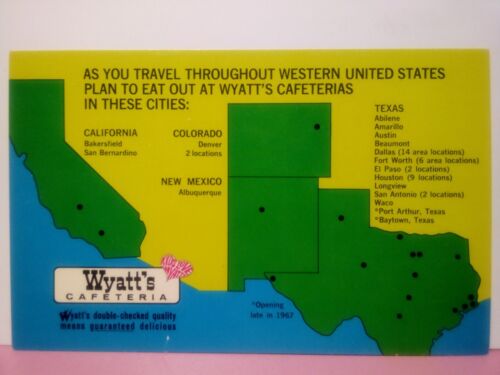 AS YOU TRAVEL THROUGHOUT WESTERN UNITED STATES
PLAN TO EAT OUT AT WYATT'S CAFETERIAS
IN THESE CITIES:
CALIFORNIA
Bakersfield
San Bernardino
COLORADO
Denver
2 locations
NEW MEXICO
Albuquerque
TEXAS
Abilene
Amarillo
Austin
Beaumont
Dallas (14 area locations)
Fort Worth (6 area locations)
El Paso (2 locations)
Houston (9 locations)
Longview
San Antonio (2 locations)
Waco
*Port Arthur, Texas
*Baytown, Texas
Wyatt's
CAFETERIA
Wyatt's double-checked quality
means guaranteed delicious
*Opening
late in 1967